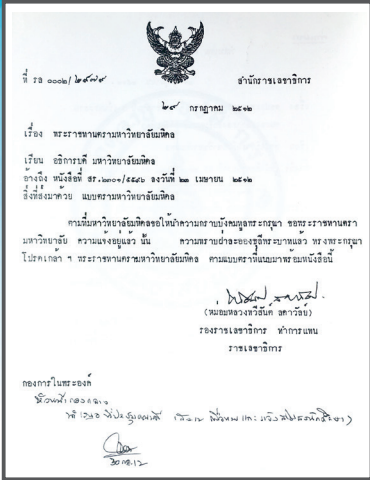 ที่ รล ๐๐๐๒/๒๙๗๙
สำนักราชเลขาธิการ
๒๙ กรกฎาคม ๒๕๑๒
เรื่อง พระราชทานตรามหาวิทยาลัยมหิดล
เรียน อธิการบดี มหาวิทยาลัยมหิดล
อ้างถึง หนังสือที่ สร.๒๓๐๑/๕๕๙๖ ลงวันที่ ๒๓ เมษายน ๒๕๑๒
สิ่งที่ส่งมาด้วย แบบตรามหาวิทยาลัยมหิดล
ตามที่มหาวิทยาลัยมหิดลขอให้นำความกราบบังคมทูลพระกรุณา ขอพระราชทานตรา
มหาวิทยาลัย ความแจ้งอยู่แล้ว นั้น ความทราบฝ่าละอองธุลีพระบาทแล้ว ทรงพระกรุณา
โปรดเกล้า ฯ พระราชทานตรามหาวิทยาลัยมหิดล ตามแบบตราที่แนบมาพร้อมหนังสือนี้
(หม่อมหลวงทวีสันต์ ลดาวัลย์)
รองราชเลขาธิการ ทำการแทน
ราชเลขาธิการ
กองการในพระองค์
30 กค.12